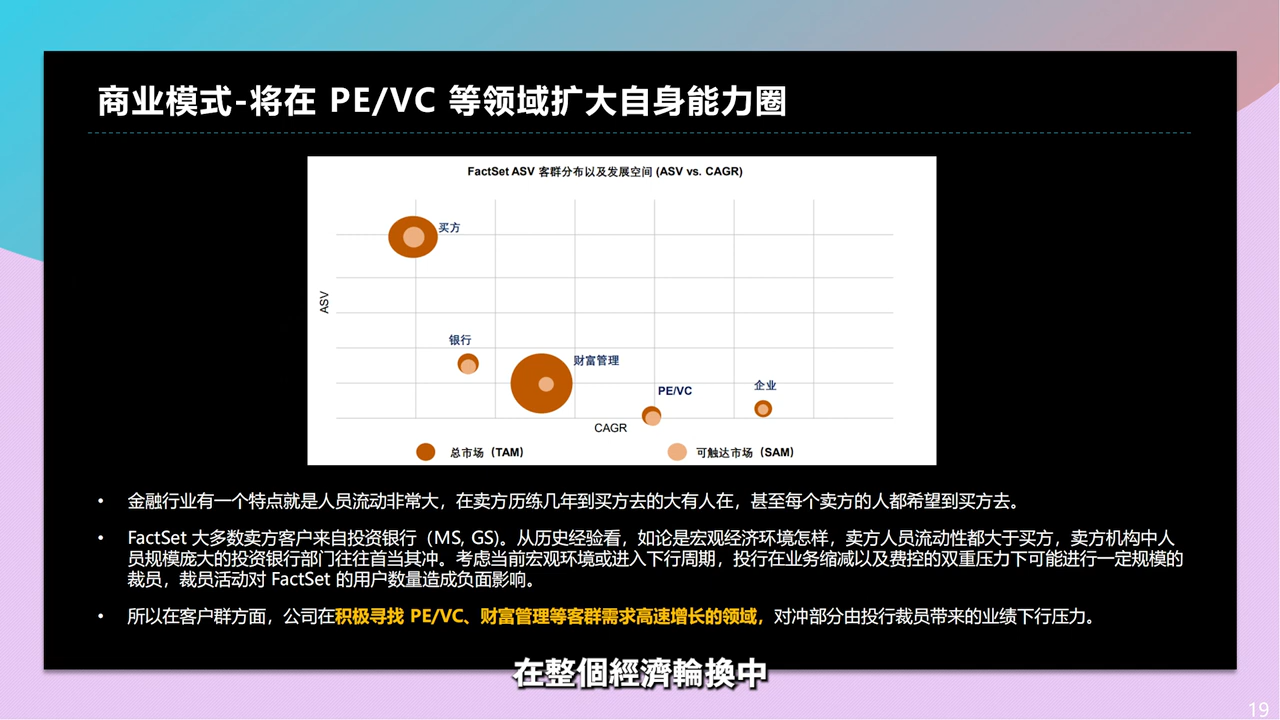 商业模式-将在 PE/VC 等领域扩大自身能力圈
FactSet ASV 客群分布以及发展空间 (ASV vs. CAGR)
买方
ASV
银行
财富管理
PE/VC
企业
CAGR
总市场（TAM）
可触达市场（SAM）
• 金融行业有一个特点就是人员流动非常大，在卖方历练几年到买方去的大有人在，甚至每个卖方的人都希望到买方去。
• FactSet 大多数卖方客户来自投资银行（MS, GS）。从历史经验看，如论是宏观经济环境怎样，卖方人员流动性都大于买方，卖方机构中人
员规模庞大的投资银行部门往往首当其冲。考虑当前宏观环境或进入下行周期，投行在业务缩减以及费控的双重压力下可能进行一定规模的
裁员，裁员活动对 FactSet 的用户数量造成负面影响。
• 所以在客户群方面，公司在积极寻找 PE/VC、财富管理等客群需求高速增长的领域，对冲部分由投行裁员带来的业绩下行压力。
在整個經濟輪換中
19